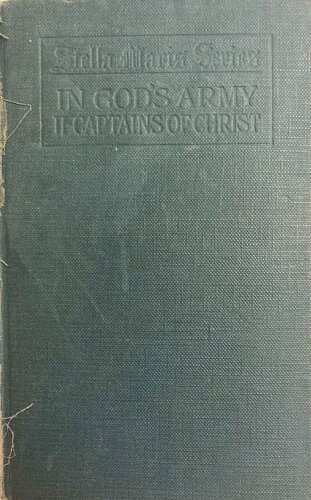 Stella Maris Series
IN GOD'S ARMY
II-CAPTAINS OF CHRIST